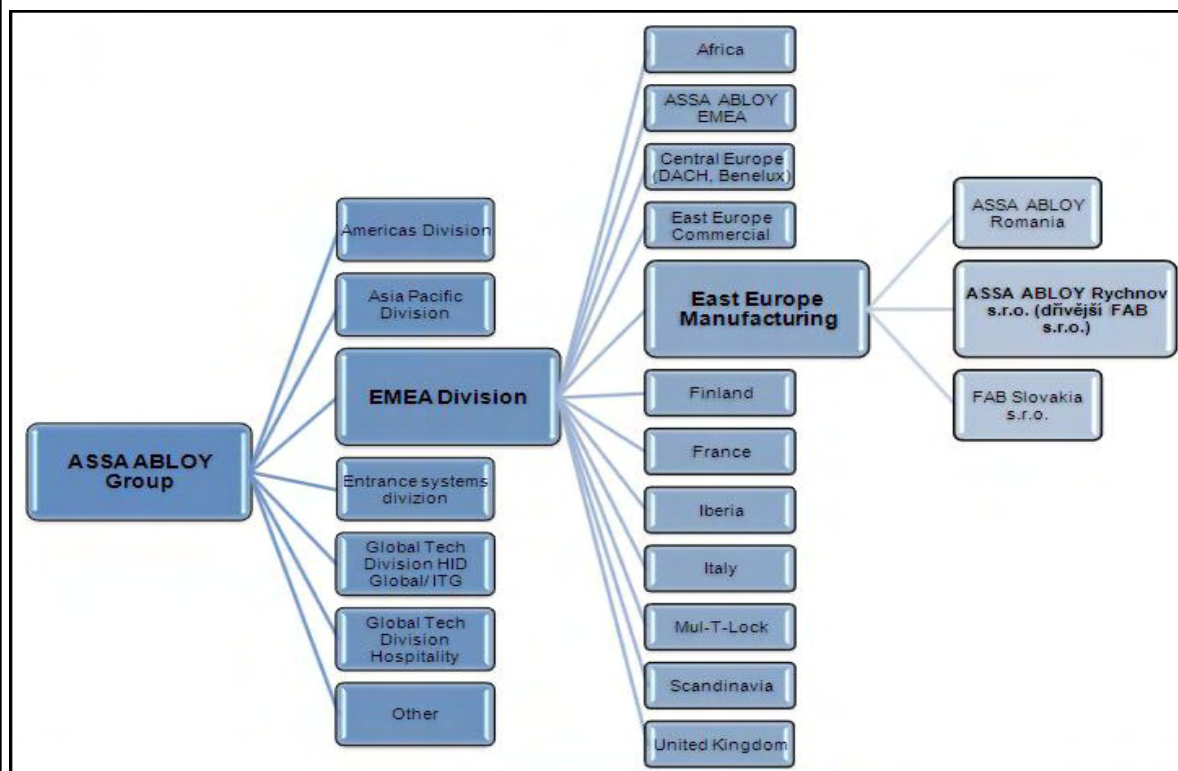 ASSA ABLOY
Group
Americas Division
Asia Pacific
Division
EMEA Division
Entrance systems
divizion
Global Tech
Division HID
Global/ ITG
Global Tech
Division
Hospitality
Other
Africa
ASSA ABLOY
EMEA
Central Europe
(DACH, Benelux)
East Europe
Commercial
East Europe
Manufacturing
Finland
France
Iberia
Italy
Mul-T-Lock
Scandinavia
United Kingdom
ASSA ABLOY
Romania
ASSA ABLOY Rychnov
s.r.o. (dřívější FAB
s.r.o.)
FAB Slovakia
s.r.o.